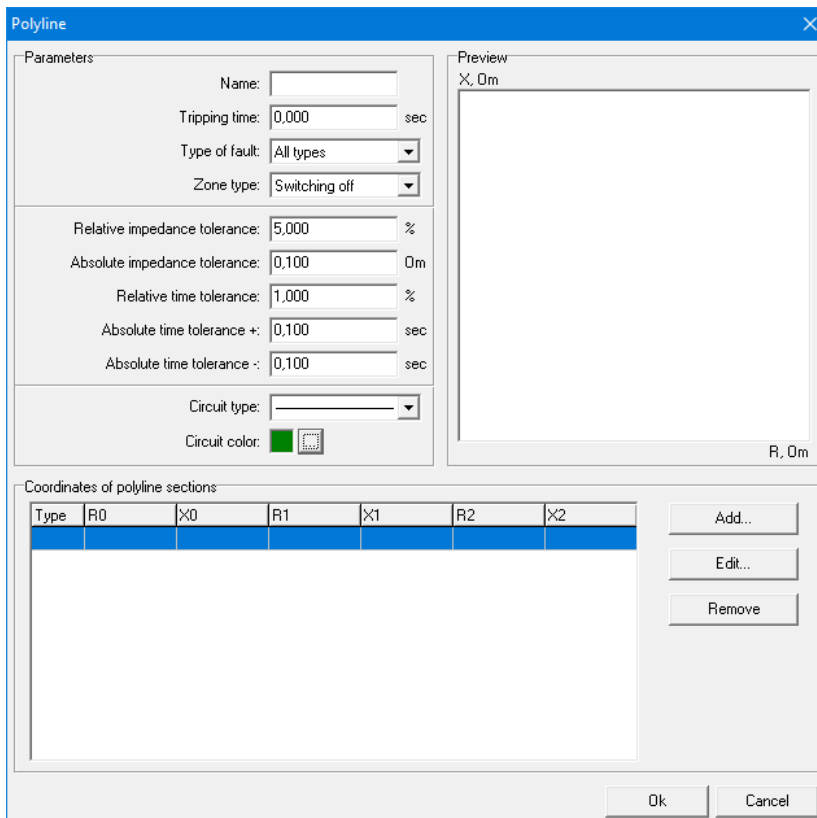 Polyline
Parameters
Name:
Tripping time: 0,000 sec
Type of fault: All types
Zone type: Switching off
Relative impedance tolerance: 5,000 %
Absolute impedance tolerance: 0,100 Om
Relative time tolerance: 1,000 %
Absolute time tolerance +: 0,100 sec
Absolute time tolerance -: 0,100 sec
Circuit type:
Circuit color:
Preview
X, Om
R, Om
Coordinates of polyline sections
Type R0 X0 R1 X1 R2 X2
Add...
Edit...
Remove
Ok Cancel